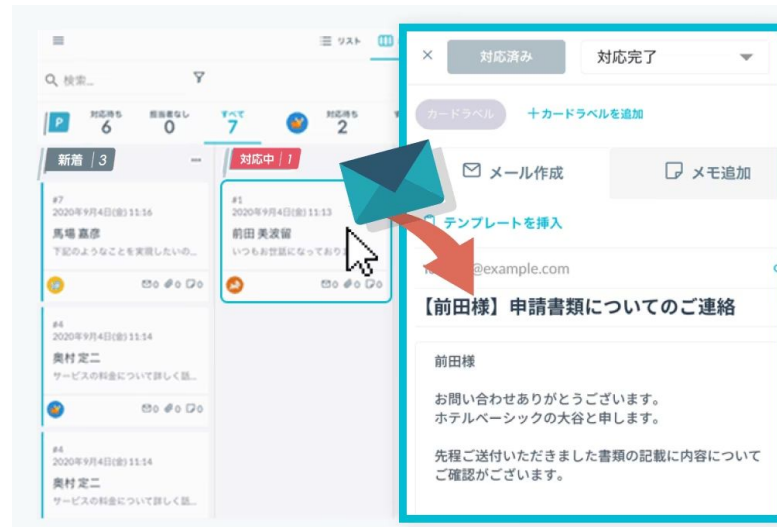 リスト
検索...
P
対応待ち
6
担当者なし
0
すべて
7
対応待ち
2
新着 | 3
#7
2020年9月4日(金) 11:16
馬場 嘉彦
下記のようなことを実現したいの...
0 0 0
#4
2020年9月4日(金) 11:14
奥村 定二
サービスの料金について詳しく話...
0 0 0
#4
2020年9月4日(金) 11:14
奥村 定二
サービスの料金について詳しく話...
対応中 | 1
#1
2020年9月4日(金) 11:13
前田 美波留
いつもお世話になっており
0 0 0
対応済み
対応完了
カードラベル
+カードラベルを追加
メール作成
メモ追加
テンプレートを挿入
@example.com
【前田様】申請書類についてのご連絡
前田様
お問い合わせありがとうございます。
ホテルベーシックの大谷と申します。
先程ご送付いただきました書類の記載に内容について
ご確認がございます。